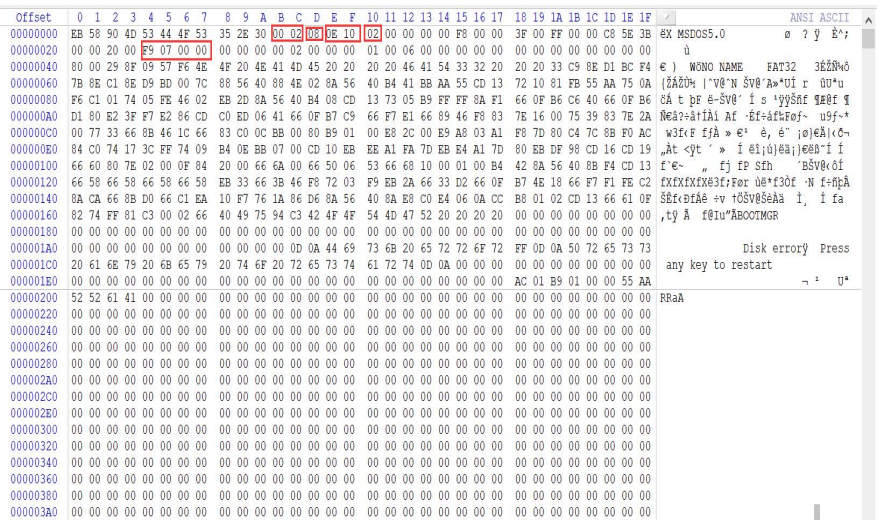 Offset 0 1 2 3 4 5 6 7 8 9 A B C D E F 10 11 12 13 14 15 16 17 18 19 1A 1B 1C 1D 1E 1F ANSI ASCII
00000000 EB 58 90 4D 53 44 4F 53 35 2E 30 00 02 08 0E 10 02 00 00 00 00 F8 00 00 3F 00 FF 00 00 C8 5E 3B ëX MSDOS5.0 ø ? ÿ È^;
00000020 00 00 20 00 F9 07 00 00 00 00 00 00 02 00 00 00 01 00 06 00 00 00 00 00 00 00 00 00 00 00 00 00 ù
00000040 80 00 29 8F 09 57 F6 4E 4F 20 4E 41 4D 45 20 20 20 20 46 41 54 33 32 20 20 20 33 C9 8E D1 BC F4 € ) WöNO NAME FAT32 3ÉŽÑ¼ô
00000060 7B 8E C1 8E D9 BD 00 7C 88 56 40 88 4E 02 8A 56 40 B4 41 BB AA 55 CD 13 72 10 81 FB 55 AA 75 0A {ŽÁŽÙ½ |ˆV@ˆN ŠV@´A»ªUÍ r ûUªu
00000080 F6 C1 01 74 05 FE 46 02 EB 2D 8A 56 40 B4 08 CD 13 73 05 B9 FF FF 8A F1 66 0F B6 C6 40 66 0F B6 öÁ t þF ë-ŠV@´ Í s ¹ÿÿŠñf ¶Æ@f ¶
000000A0 D1 80 E2 3F F7 E2 86 CD C0 ED 06 41 66 0F B7 C9 66 F7 E1 66 89 46 F8 83 7E 16 00 75 39 83 7E 2A Ñ€â?÷â†ÍÀí Af ·Éf÷áf‰Føƒ~ u9ƒ~*
000000C0 00 77 33 66 8B 46 1C 66 83 C0 0C BB 00 80 B9 01 00 E8 2C 00 E9 A8 03 A1 F8 7D 80 C4 7C 8B F0 AC w3f‹F fƒÀ » €¹ è, é¨ ¡ø}€Ä|‹ð¬
000000E0 84 C0 74 17 3C FF 74 09 B4 0E BB 07 00 CD 10 EB EE A1 FA 7D EB E4 A1 7D 80 EB DF 98 CD 16 CD 19 „Àt <ÿt ´ » Í ëî¡ú}ëä¡}€ëß˜Í Í
00000100 66 60 80 7E 02 00 0F 84 20 00 66 6A 00 66 50 06 53 66 68 10 00 01 00 B4 42 8A 56 40 8B F4 CD 13 f`€~ „ fj fP Sfh ´BŠV@‹ôÍ
00000120 66 58 66 58 66 58 66 58 EB 33 66 3B 46 F8 72 03 F9 EB 2A 66 33 D2 66 0F B7 4E 18 66 F7 F1 FE C2 fXfXfXfXë3f;Før ùë*f3Òf ·N f÷ñþÂ
00000140 8A CA 66 8B D0 66 C1 EA 10 F7 76 1A 86 D6 8A 56 40 8A E8 C0 E4 06 0A CC B8 01 02 CD 13 66 61 0F ŠÊf‹ÐfÁê ÷v †ÖŠV@ŠèÀä Ì¸ Í fa
00000160 82 74 FF 81 C3 00 02 66 40 49 75 94 C3 42 4F 4F 54 4D 47 52 20 20 20 20 00 00 00 00 00 00 00 00 ‚tÿ Ã f@Iu”ÃBOOTMGR
00000180 00 00 00 00 00 00 00 00 00 00 00 00 00 00 00 00 00 00 00 00 00 00 00 00 00 00 00 00 00 00 00 00
000001A0 00 00 00 00 00 00 00 00 00 00 00 00 0D 0A 44 69 73 6B 20 65 72 72 6F 72 FF 0D 0A 50 72 65 73 73 Disk errorÿ Press
000001C0 20 61 6E 79 20 6B 65 79 20 74 6F 20 72 65 73 74 61 72 74 0D 0A 00 00 00 00 00 00 00 00 00 00 00 any key to restart
000001E0 00 00 00 00 00 00 00 00 00 00 00 00 00 00 00 00 00 00 00 00 00 00 00 00 AC 01 B9 01 00 00 55 AA ¬ ¹ Uª
00000200 52 52 61 41 00 00 00 00 00 00 00 00 00 00 00 00 00 00 00 00 00 00 00 00 00 00 00 00 00 00 00 00 RRaA
00000220 00 00 00 00 00 00 00 00 00 00 00 00 00 00 00 00 00 00 00 00 00 00 00 00 00 00 00 00 00 00 00 00
00000240 00 00 00 00 00 00 00 00 00 00 00 00 00 00 00 00 00 00 00 00 00 00 00 00 00 00 00 00 00 00 00 00
00000260 00 00 00 00 00 00 00 00 00 00 00 00 00 00 00 00 00 00 00 00 00 00 00 00 00 00 00 00 00 00 00 00
00000280 00 00 00 00 00 00 00 00 00 00 00 00 00 00 00 00 00 00 00 00 00 00 00 00 00 00 00 00 00 00 00 00
000002A0 00 00 00 00 00 00 00 00 00 00 00 00 00 00 00 00 00 00 00 00 00 00 00 00 00 00 00 00 00 00 00 00
000002C0 00 00 00 00 00 00 00 00 00 00 00 00 00 00 00 00 00 00 00 00 00 00 00 00 00 00 00 00 00 00 00 00
000002E0 00 00 00 00 00 00 00 00 00 00 00 00 00 00 00 00 00 00 00 00 00 00 00 00 00 00 00 00 00 00 00 00
00000300 00 00 00 00 00 00 00 00 00 00 00 00 00 00 00 00 00 00 00 00 00 00 00 00 00 00 00 00 00 00 00 00
00000320 00 00 00 00 00 00 00 00 00 00 00 00 00 00 00 00 00 00 00 00 00 00 00 00 00 00 00 00 00 00 00 00
00000340 00 00 00 00 00 00 00 00 00 00 00 00 00 00 00 00 00 00 00 00 00 00 00 00 00 00 00 00 00 00 00 00
00000360 00 00 00 00 00 00 00 00 00 00 00 00 00 00 00 00 00 00 00 00 00 00 00 00 00 00 00 00 00 00 00 00
00000380 00 00 00 00 00 00 00 00 00 00 00 00 00 00 00 00 00 00 00 00 00 00 00 00 00 00 00 00 00 00 00 00
000003A0 00 00 00 00 00 00 00 00 00 00 00 00 00 00 00 00 00 00 00 00 00 00 00 00 00 00 00 00 00 00 00 00